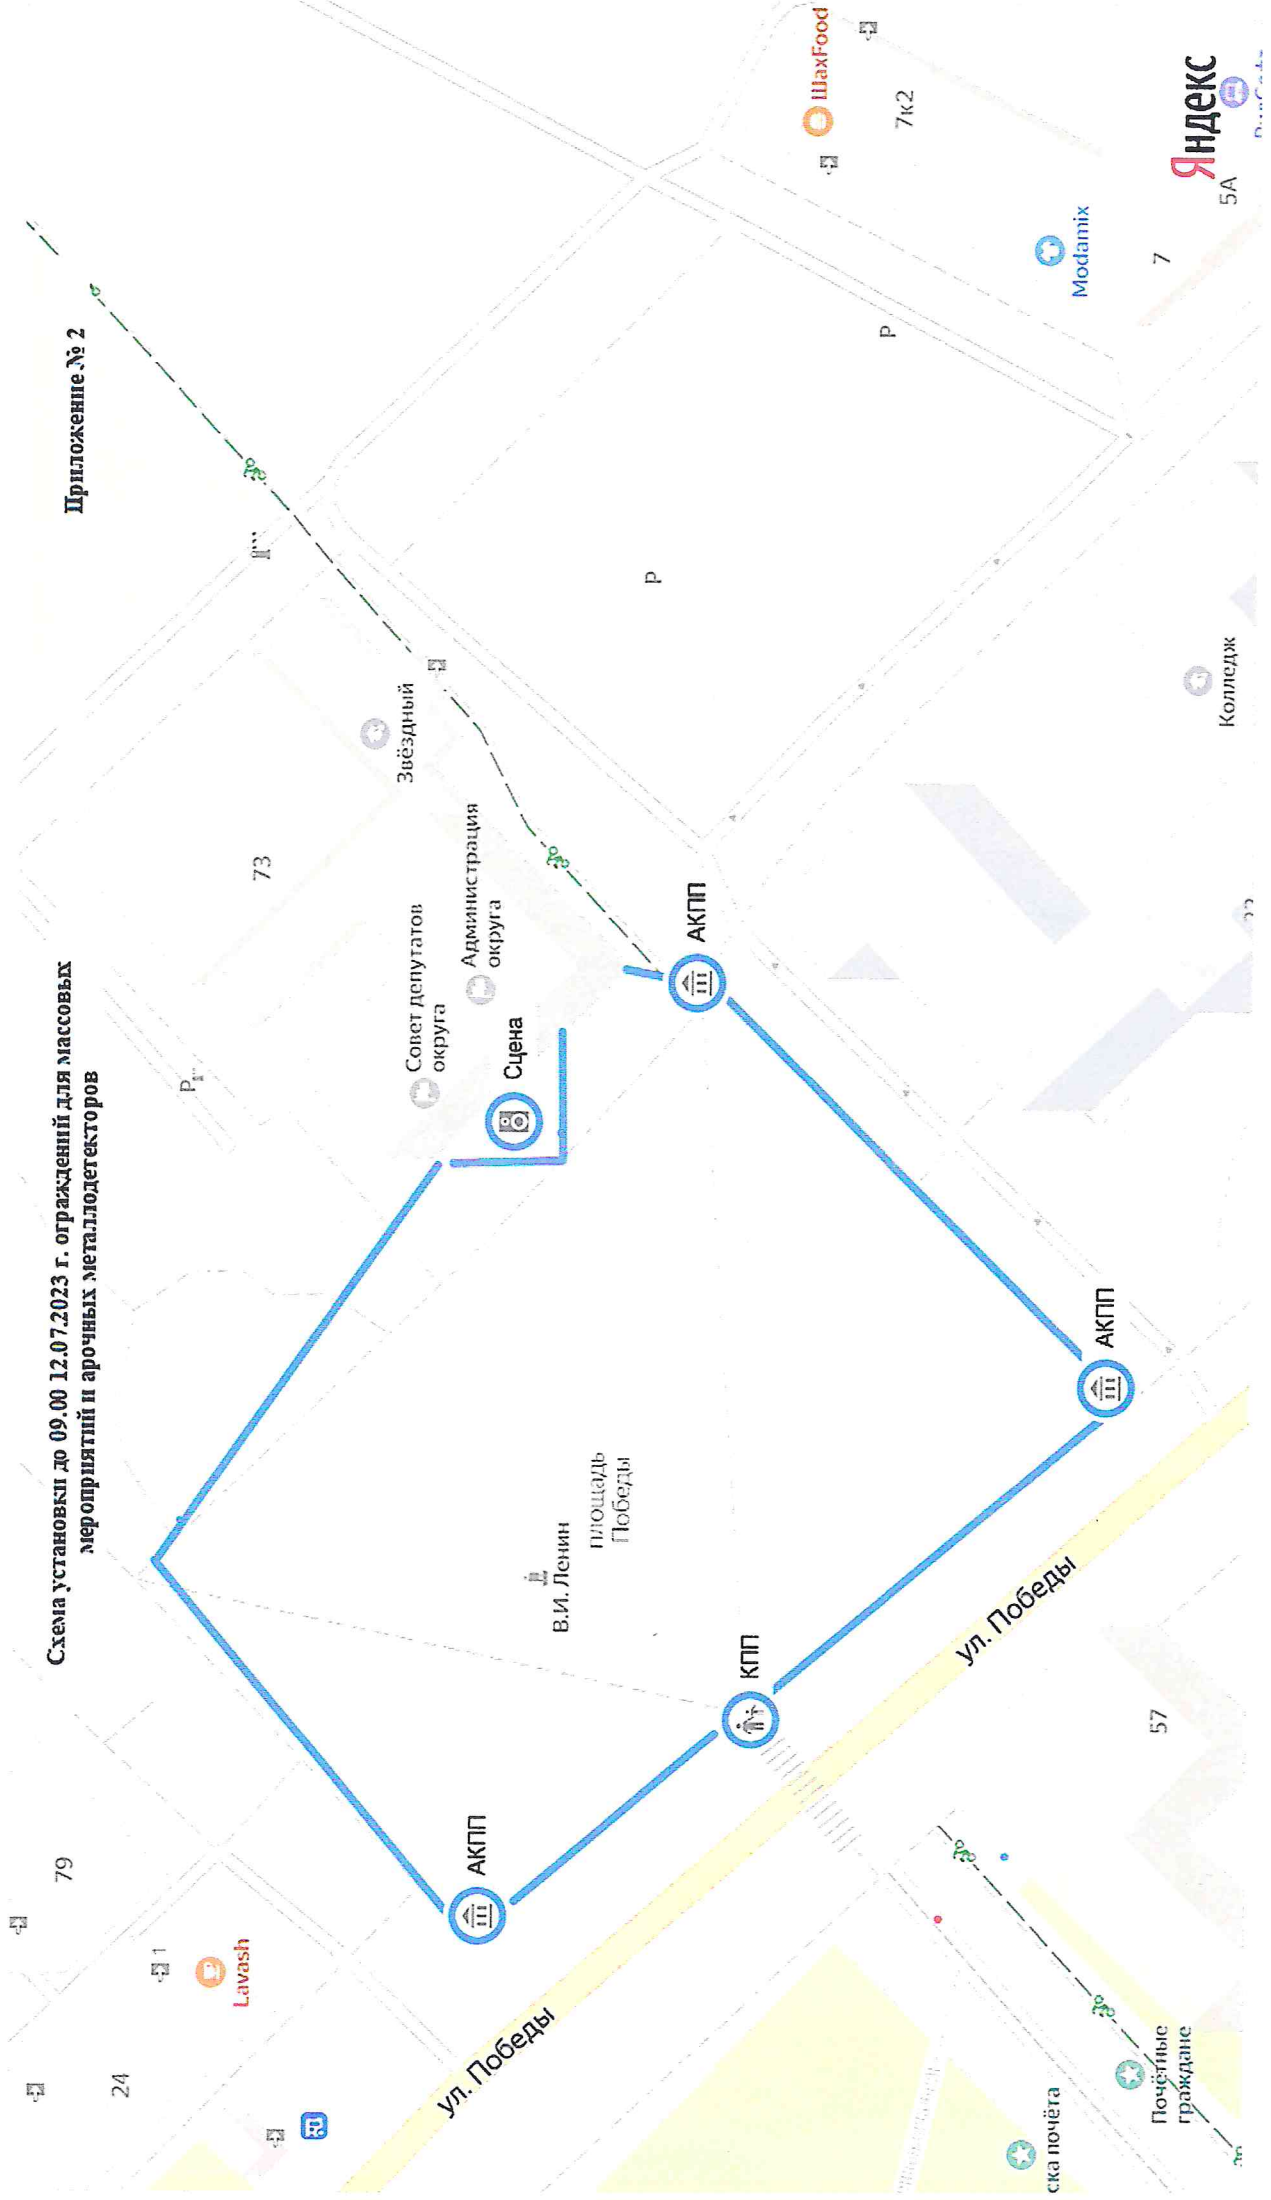 Приложение № 2
Схема установки до 09.00 12.07.2023 г. ограждений для массовых
мероприятий и арочных металлодетекторов
79
1
Lavash
24
73
P
Совет депутатов
округа
Администрация
округа
Звёздный
Сцена
АКПП
В.И. Ленин
площадь
Победы
P
АКПП
КПП
АКПП
ул. Победы
ул. Победы
57
ска почёта
Почётные
граждане
P
ШахFood
7к2
Modamix
7
5А
Яндекс
Колледж